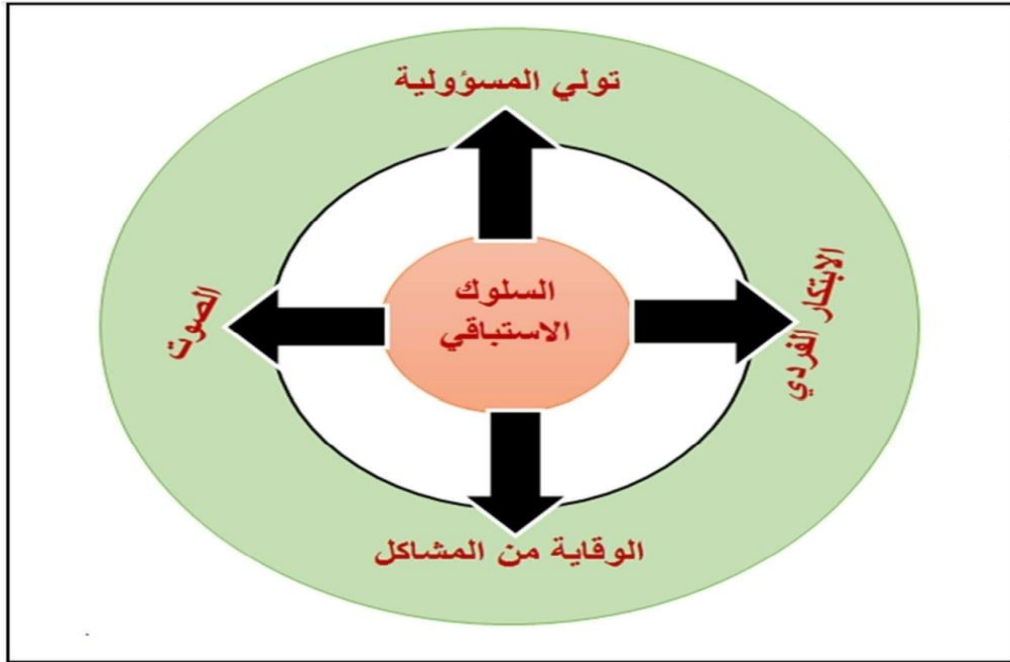 تولي المسؤولية
السلوك
الاستباقي
الابتكار الفردي
الصوت
الوقاية من المشاكل